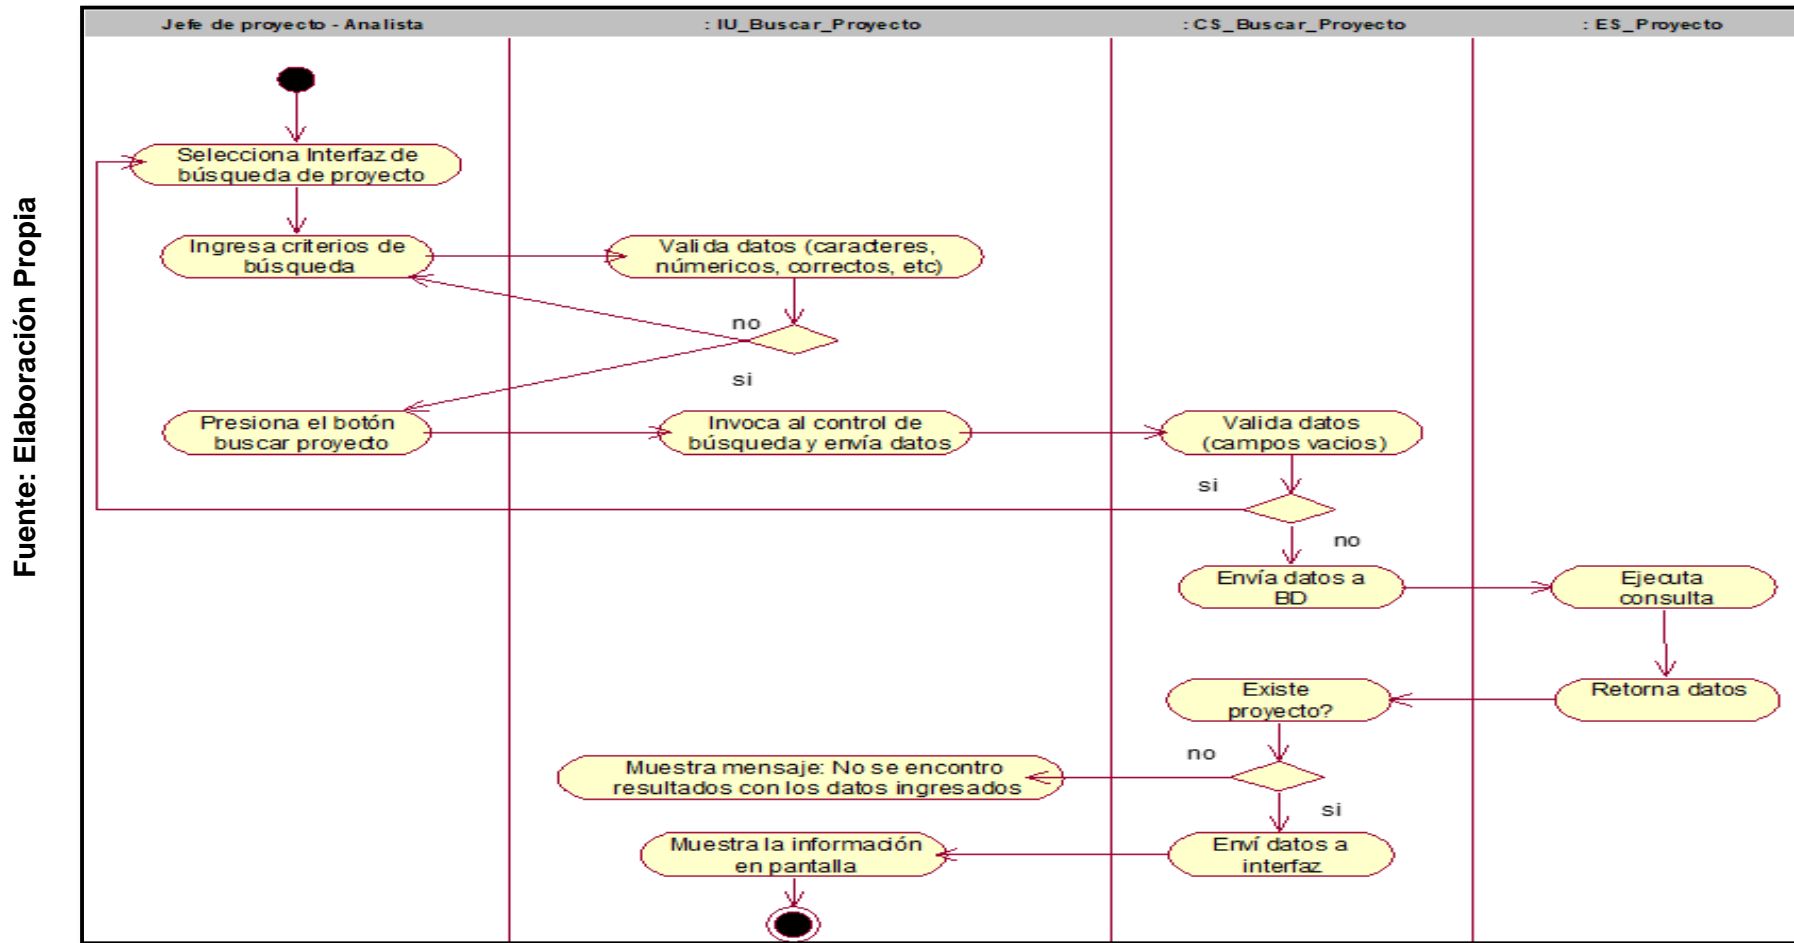 Fuente: Elaboración Propia
Jefe de proyecto - Analista
: IU_Buscar_Proyecto
: CS_Buscar_Proyecto
: ES_Proyecto
Selecciona Interfaz de
búsqueda de proyecto
Ingresa criterios de
búsqueda
Valida datos (caracteres,
númericos, correctos, etc)
no
si
Presiona el botón
buscar proyecto
Invoca al control de
búsqueda y envía datos
Valida datos
(campos vacios)
si
no
Envía datos a
BD
Ejecuta
consulta
Retorna datos
Existe
proyecto?
no
Muestra mensaje: No se encontro
resultados con los datos ingresados
si
Enví datos a
interfaz
Muestra la información
en pantalla